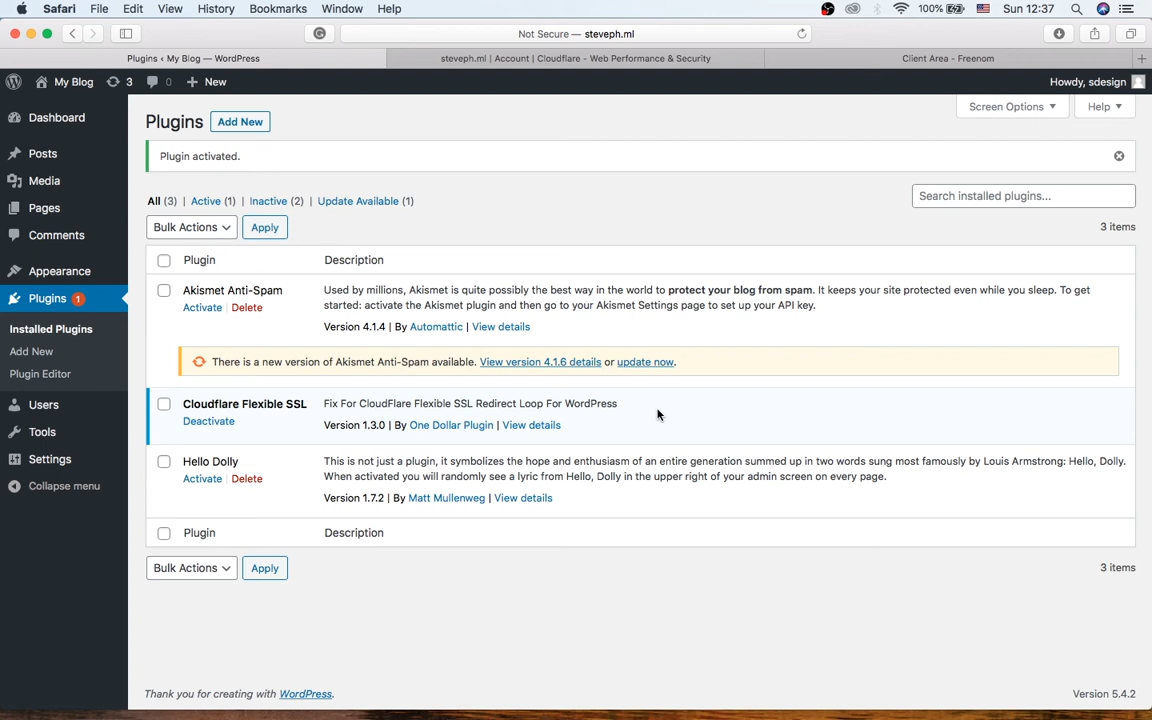 Safari File Edit View History Bookmarks Window Help 100% Sun 12:37
Not Secure — steveph.ml
Plugins ‹ My Blog — WordPress steveph.ml | Account | Cloudflare - Web Performance & Security Client Area - Freenom
My Blog 3 0 New Howdy, sdesign
Screen Options Help
Dashboard
Posts
Media
Pages
Comments
Appearance
Plugins 1
Installed Plugins
Add New
Plugin Editor
Users
Tools
Settings
Collapse menu
Plugins Add New
Plugin activated.
All (3) | Active (1) | Inactive (2) | Update Available (1)
Search installed plugins...
Bulk Actions Apply
3 items
Plugin Description
Akismet Anti-Spam
Activate | Delete
Used by millions, Akismet is quite possibly the best way in the world to protect your blog from spam. It keeps your site protected even while you sleep. To get
started: activate the Akismet plugin and then go to your Akismet Settings page to set up your API key.
Version 4.1.4 | By Automattic | View details
There is a new version of Akismet Anti-Spam available. View version 4.1.6 details or update now.
Cloudflare Flexible SSL
Deactivate
Fix For CloudFlare Flexible SSL Redirect Loop For WordPress
Version 1.3.0 | By One Dollar Plugin | View details
Hello Dolly
Activate | Delete
This is not just a plugin, it symbolizes the hope and enthusiasm of an entire generation summed up in two words sung most famously by Louis Armstrong: Hello, Dolly.
When activated you will randomly see a lyric from Hello, Dolly in the upper right of your admin screen on every page.
Version 1.7.2 | By Matt Mullenweg | View details
Plugin Description
Bulk Actions Apply
3 items
Thank you for creating with WordPress.
Version 5.4.2